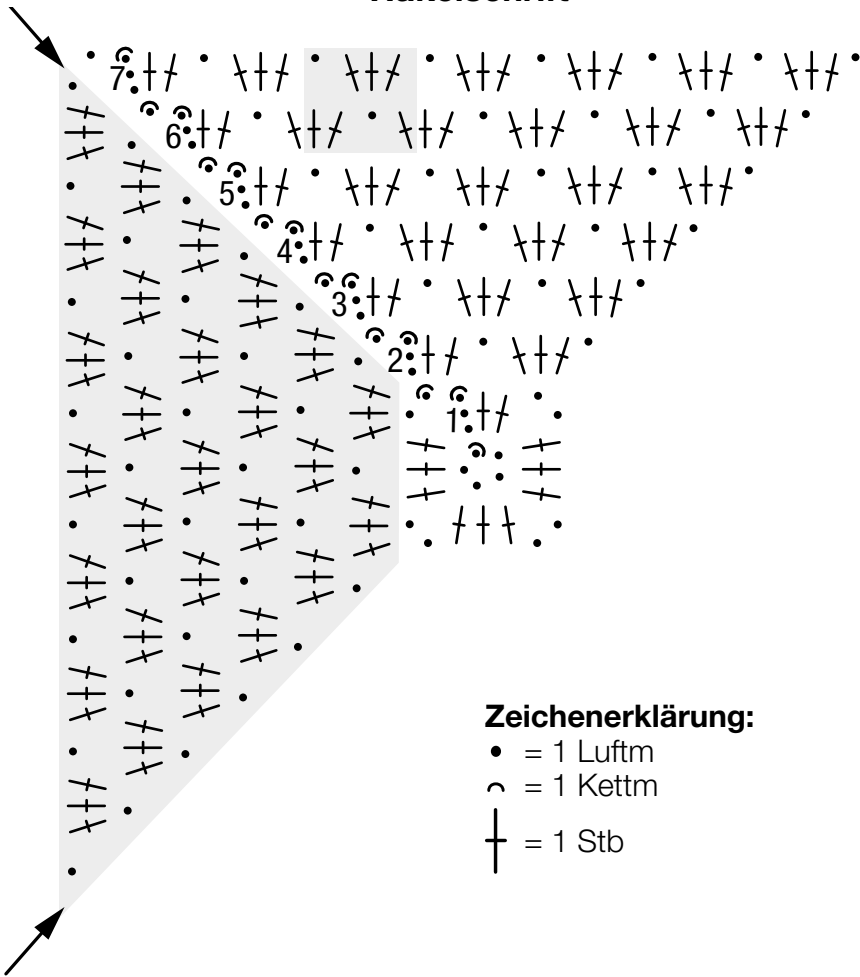 7
6
5
4
3
2
1
Zeichenerklärung:
= 1 Luftm
= 1 Kettm
= 1 Stb